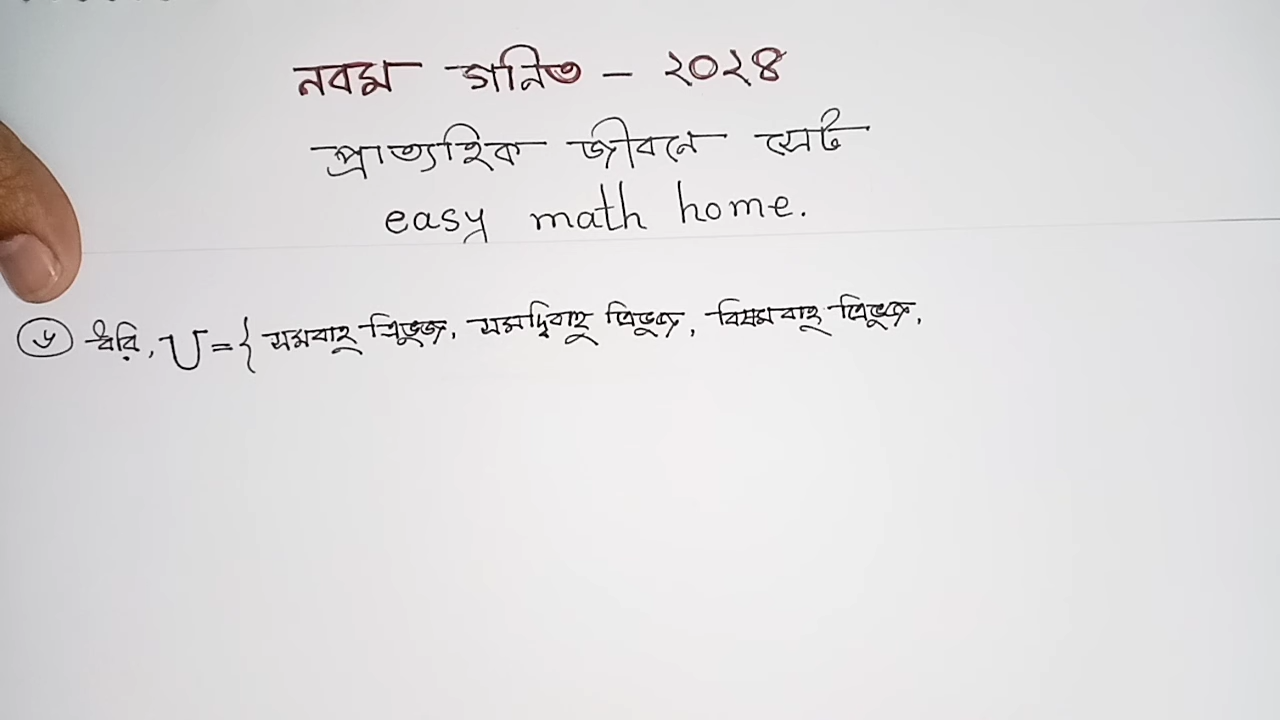 নবম গনিত – ২০২৪
প্রাত্যহিক জীবনে সেট
easy math home.
৬ ধরি, U = { সমবাহু ত্রিভুজ, সমদ্বিবাহু ত্রিভুজ, বিষমবাহু ত্রিভুজ,